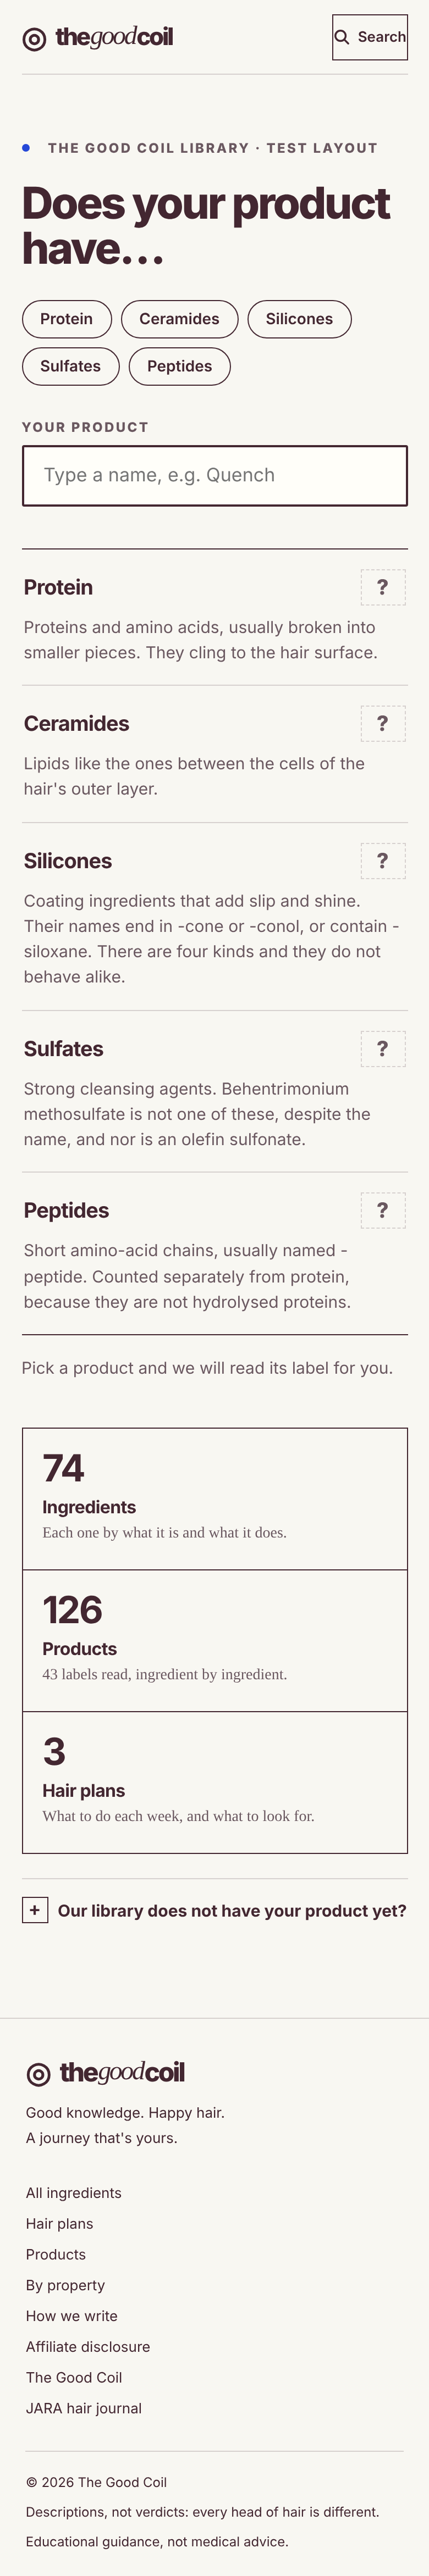 thegoodcoil
Search
THE GOOD COIL LIBRARY · TEST LAYOUT
Does your product
have…
Protein
Ceramides
Silicones
Sulfates
Peptides
YOUR PRODUCT
Type a name, e.g. Quench
Protein
?
Proteins and amino acids, usually broken into
smaller pieces. They cling to the hair surface.
Ceramides
?
Lipids like the ones between the cells of the
hair's outer layer.
Silicones
?
Coating ingredients that add slip and shine.
Their names end in -cone or -conol, or contain -
siloxane. There are four kinds and they do not
behave alike.
Sulfates
?
Strong cleansing agents. Behentrimonium
methosulfate is not one of these, despite the
name, and nor is an olefin sulfonate.
Peptides
?
Short amino-acid chains, usually named -
peptide. Counted separately from protein,
because they are not hydrolysed proteins.
Pick a product and we will read its label for you.
74
Ingredients
Each one by what it is and what it does.
126
Products
43 labels read, ingredient by ingredient.
3
Hair plans
What to do each week, and what to look for.
+ Our library does not have your product yet?
thegoodcoil
Good knowledge. Happy hair.
A journey that's yours.
All ingredients
Hair plans
Products
By property
How we write
Affiliate disclosure
The Good Coil
JARA hair journal
© 2026 The Good Coil
Descriptions, not verdicts: every head of hair is different.
Educational guidance, not medical advice.